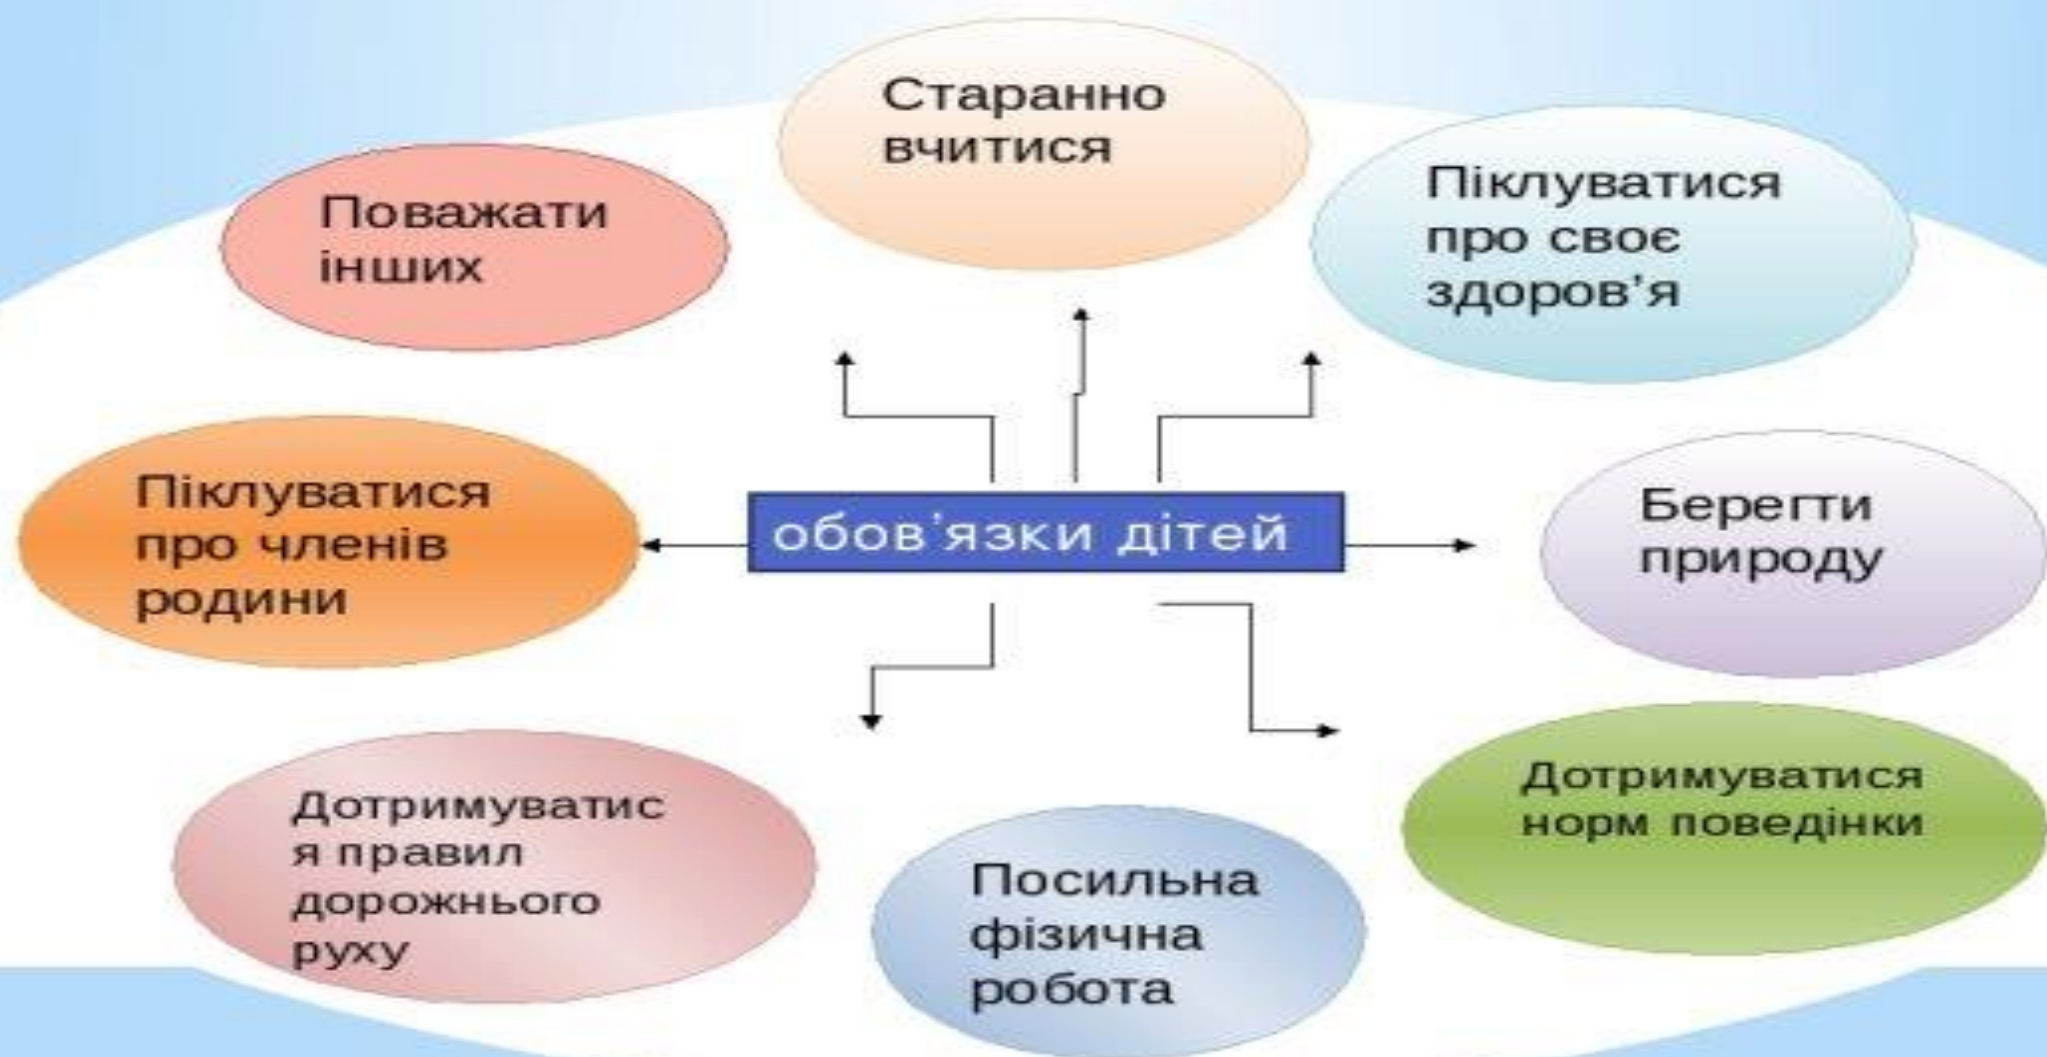 Старанно
вчитися
Поважати
інших
Піклуватися
про своє
здоров’я
Піклуватися
про членів
родини
обов’язки дітей
Берегти
природу
Дотримуватис
я правил
дорожнього
руху
Посильна
фізична
робота
Дотримуватися
норм поведінки